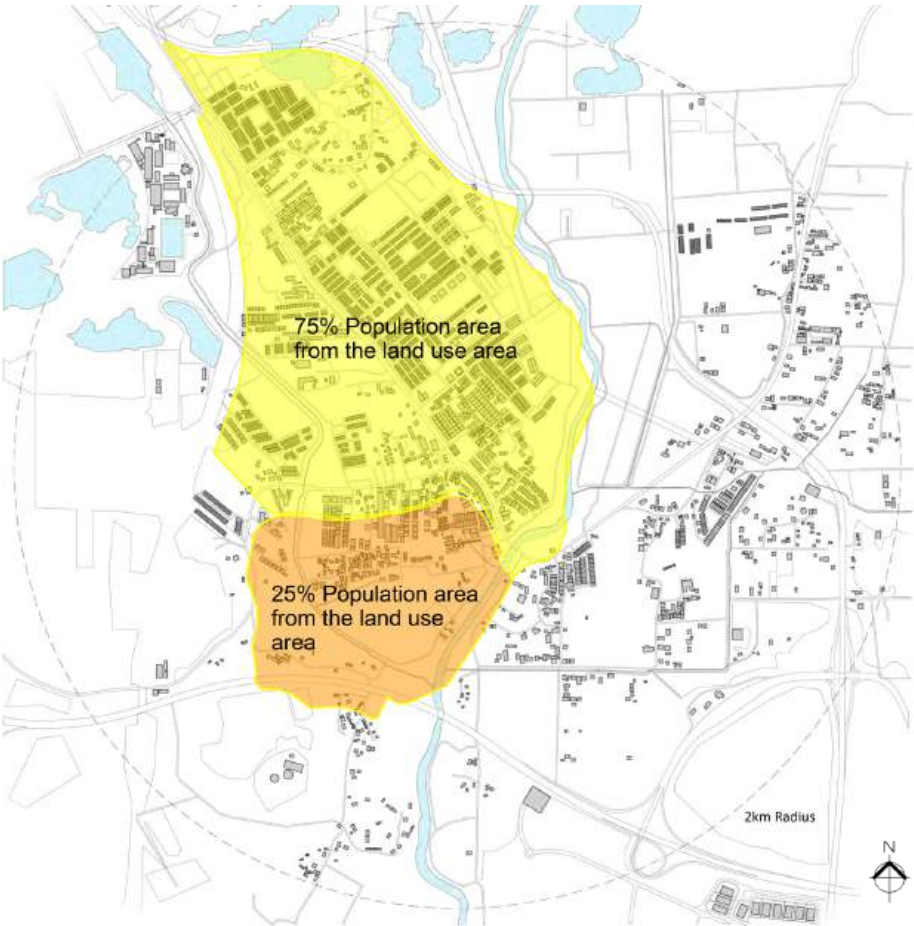 75% Population area
from the land use area
25% Population area
from the land use
area
2km Radius
N